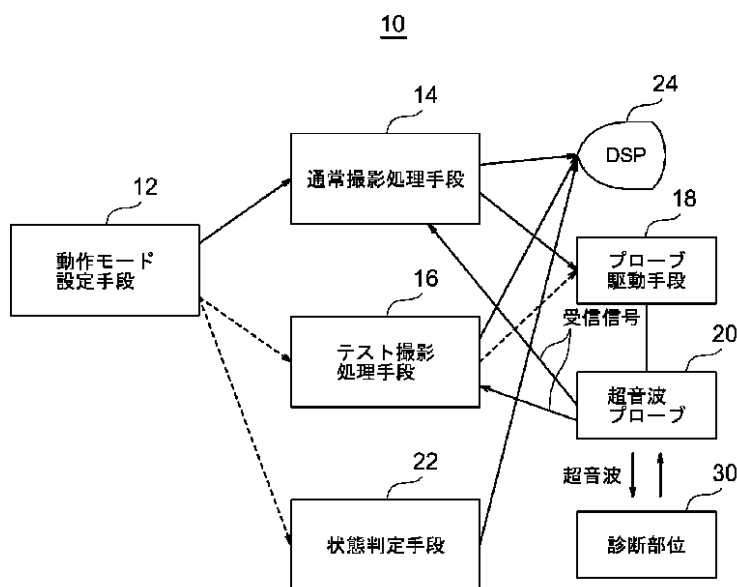 10
14
通常撮影処理手段
24
DSP
12
動作モード
設定手段
18
プローブ
駆動手段
16
テスト撮影
処理手段
受信信号
20
超音波
プローブ
22
状態判定手段
超音波
30
診断部位